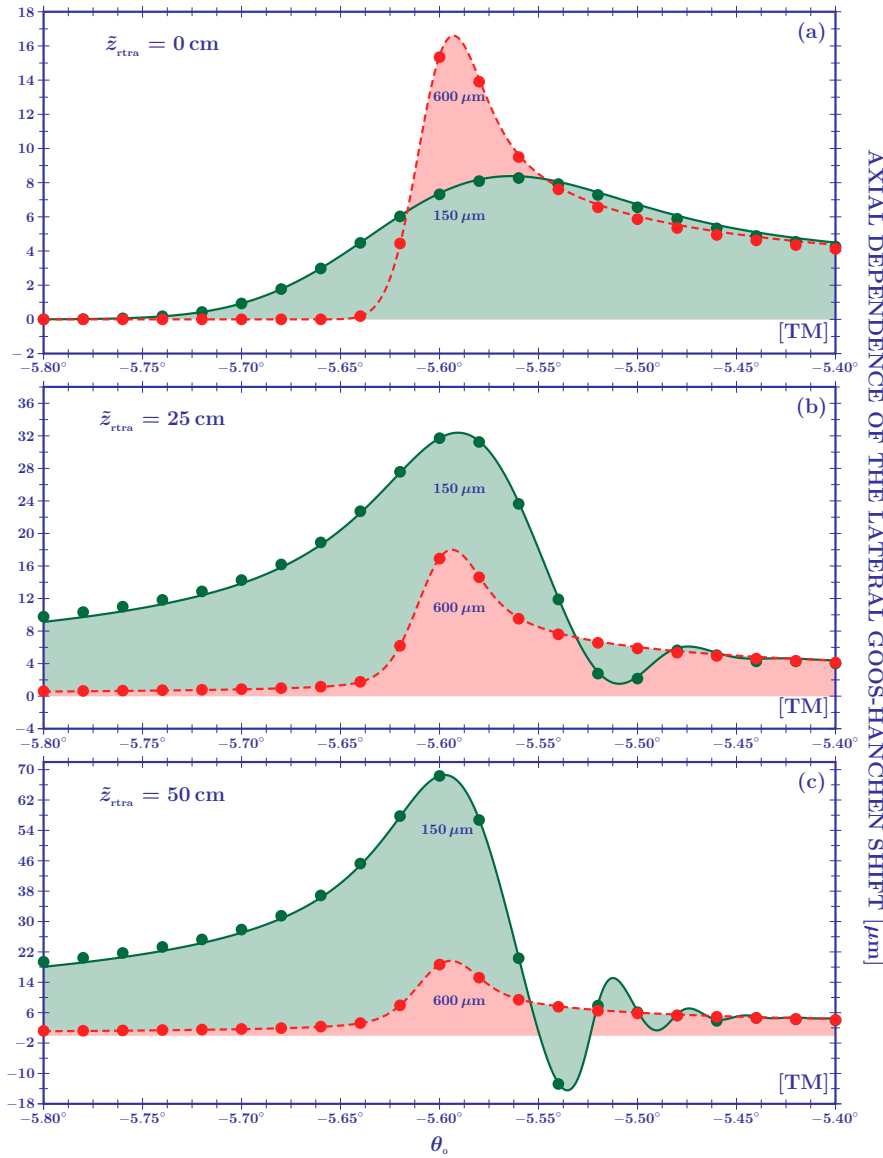 18
16
14
12
10
8
6
4
2
0
− 2
z̃rtra = 0 cm
(a)
600 μm
150 μm
[TM]
−5.80° −5.75° −5.70° −5.65° −5.60° −5.55° −5.50° −5.45° −5.40°
36
32
28
24
20
16
12
8
4
0
− 4
z̃rtra = 25 cm
(b)
150 μm
600 μm
[TM]
−5.80° −5.75° −5.70° −5.65° −5.60° −5.55° −5.50° −5.45° −5.40°
70
62
54
46
38
30
22
14
6
−2
−10
−18
z̃rtra = 50 cm
(c)
150 μm
600 μm
[TM]
−5.80° −5.75° −5.70° −5.65° −5.60° −5.55° −5.50° −5.45° −5.40°
θo
AXIAL DEPENDENCE OF THE LATERAL GOOS-HANCHEN SHIFT [μm]